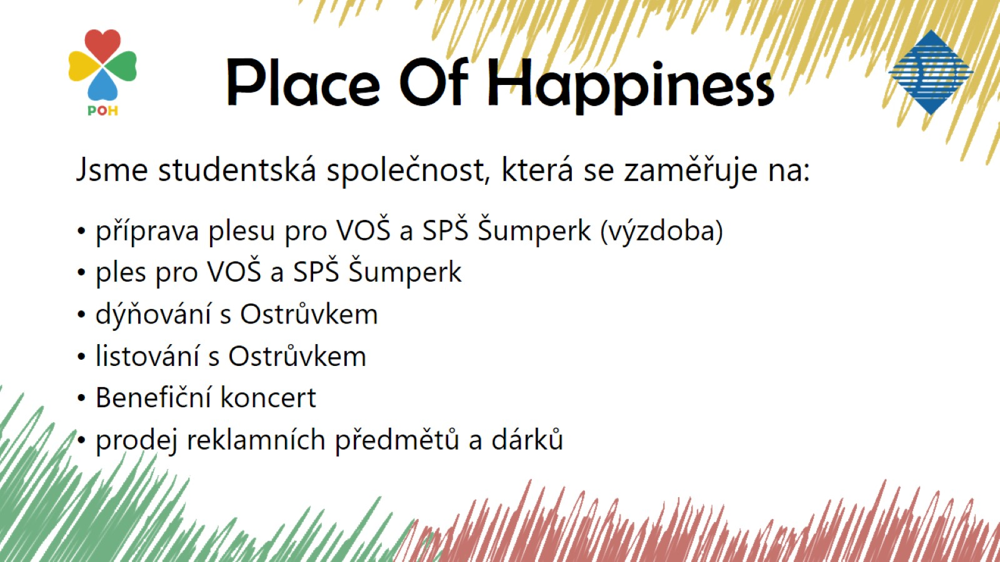 POH
Place Of Happiness
Jsme studentská společnost, která se zaměřuje na:
• příprava plesu pro VOŠ a SPŠ Šumperk (výzdoba)
• ples pro VOŠ a SPŠ Šumperk
• dýňování s Ostrůvkem
• listování s Ostrůvkem
• Benefiční koncert
• prodej reklamních předmětů a dárků